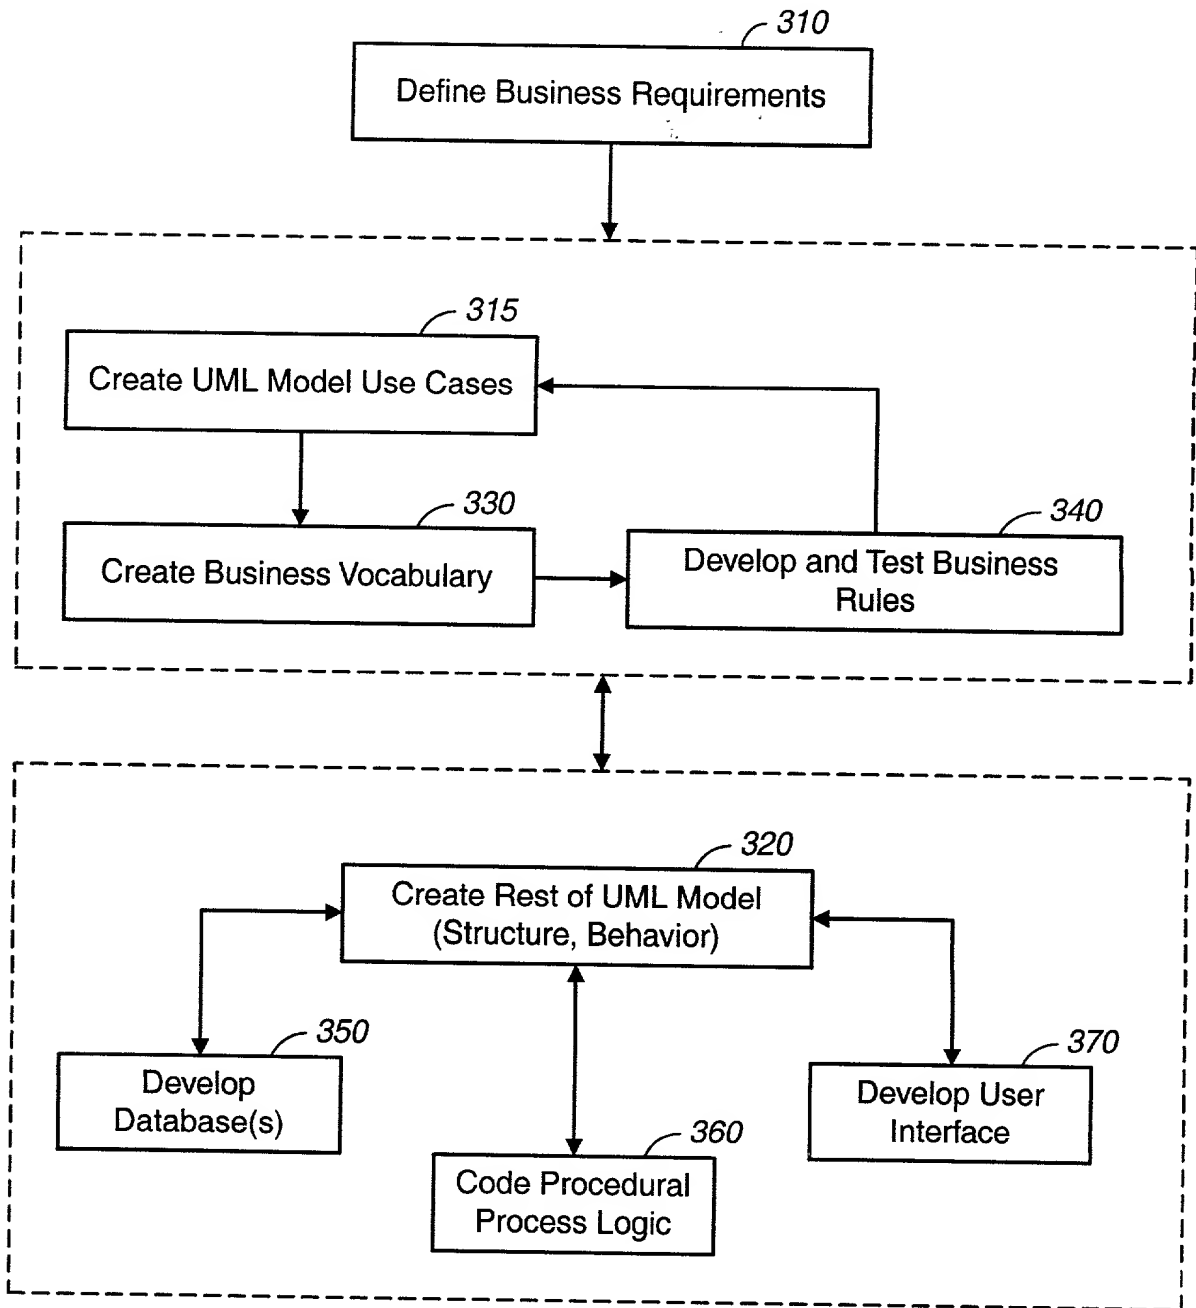 310
Define Business Requirements
315
Create UML Model Use Cases
330
Create Business Vocabulary
340
Develop and Test Business
Rules
320
Create Rest of UML Model
(Structure, Behavior)
350
Develop
Database(s)
360
Code Procedural
Process Logic
370
Develop User
Interface